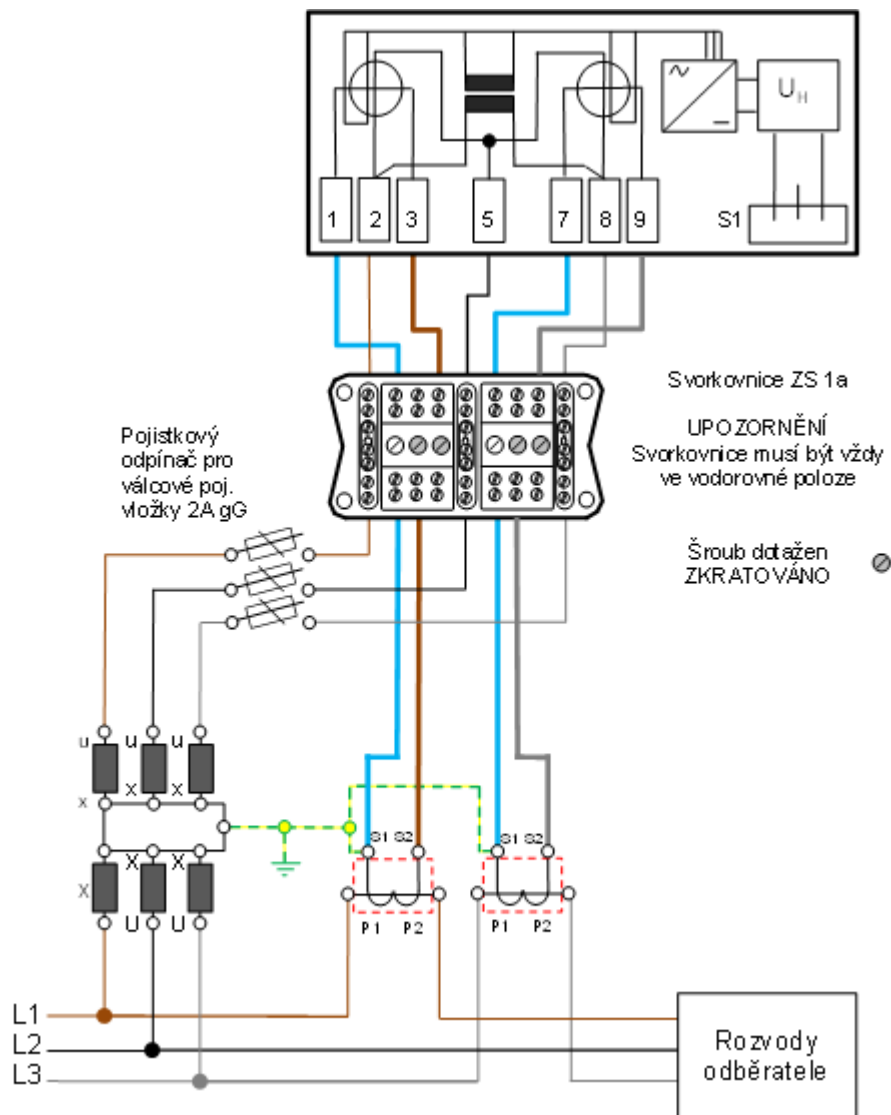 U H
1 2 3 5 7 8 9 S1
Svorkovnice ZS 1a
UPOZORNĚNÍ
Svorkovnice musí být vždy
ve vodorovné poloze
Pojistkový
odpínač pro
válcové poj.
vložky 2A gG
Šroub dotažen
ZKRATOVÁNO
u u u
x X X
S1 S2 S1 S2
X X X
U U
P1 P2 P1 P2
L1
L2
L3
Rozvody
odběratele